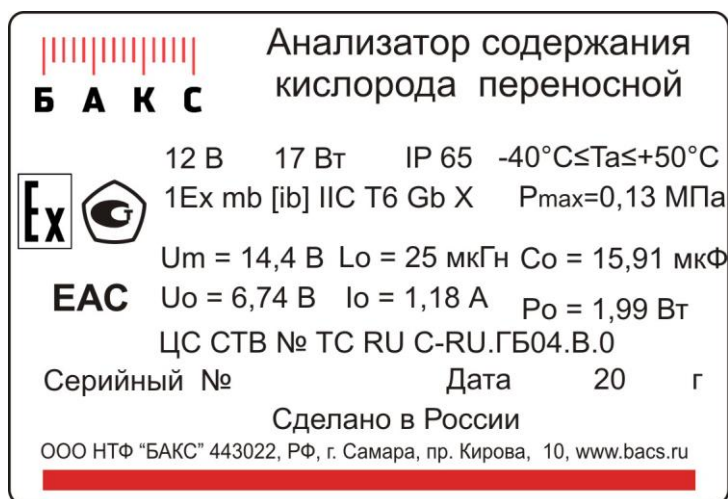 БАКС
Анализатор содержания
кислорода переносной
12 В 17 Вт IP 65 -40°C≤Ta≤+50°C
Ex
1Ex mb [ib] IIC T6 Gb X Pmax=0,13 МПа
Um = 14,4 В Lo = 25 мкГн Co = 15,91 мкФ
EAC
Uo = 6,74 В Io = 1,18 А Po = 1,99 Вт
ЦС СТВ № ТС RU C-RU.ГБ04.В.0
Серийный № Дата 20 г
Сделано в России
ООО НТФ “БАКС” 443022, РФ, г. Самара, пр. Кирова, 10, www.bacs.ru